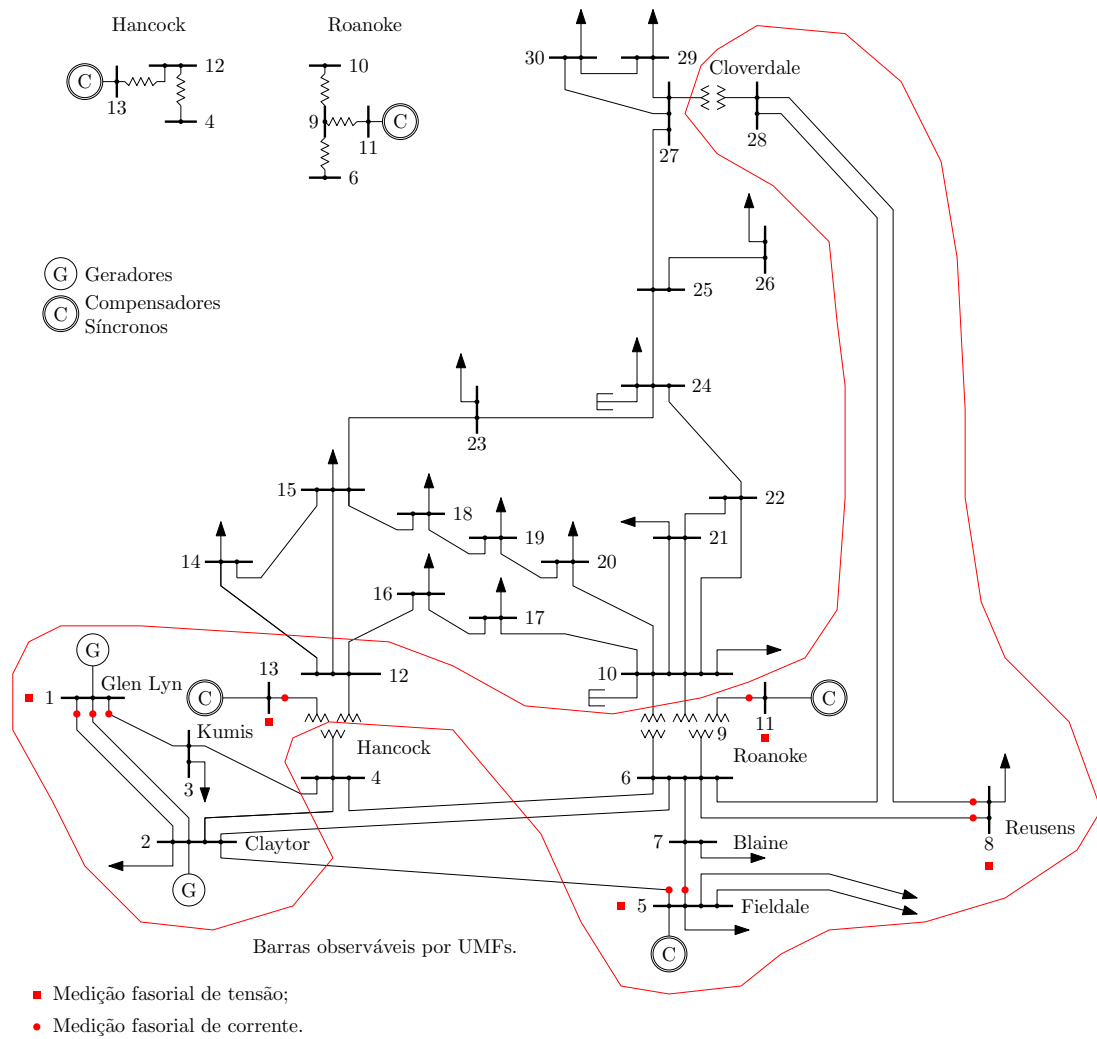 Hancock
Roanoke
C
13
12
4
10
9
11
C
6
30
29
Cloverdale
27
28
G Geradores
C Compensadores
Síncronos
26
25
24
23
15
18
22
19
21
14
20
16
17
G
13
12
10
1
Glen Lyn
C
C
11
Kumis
Hancock
9
Roanoke
3
4
6
2
Claytor
7
Blaine
8
Reusens
G
5
Fieldale
C
Barras observáveis por UMFs.
Medição fasorial de tensão;
Medição fasorial de corrente.